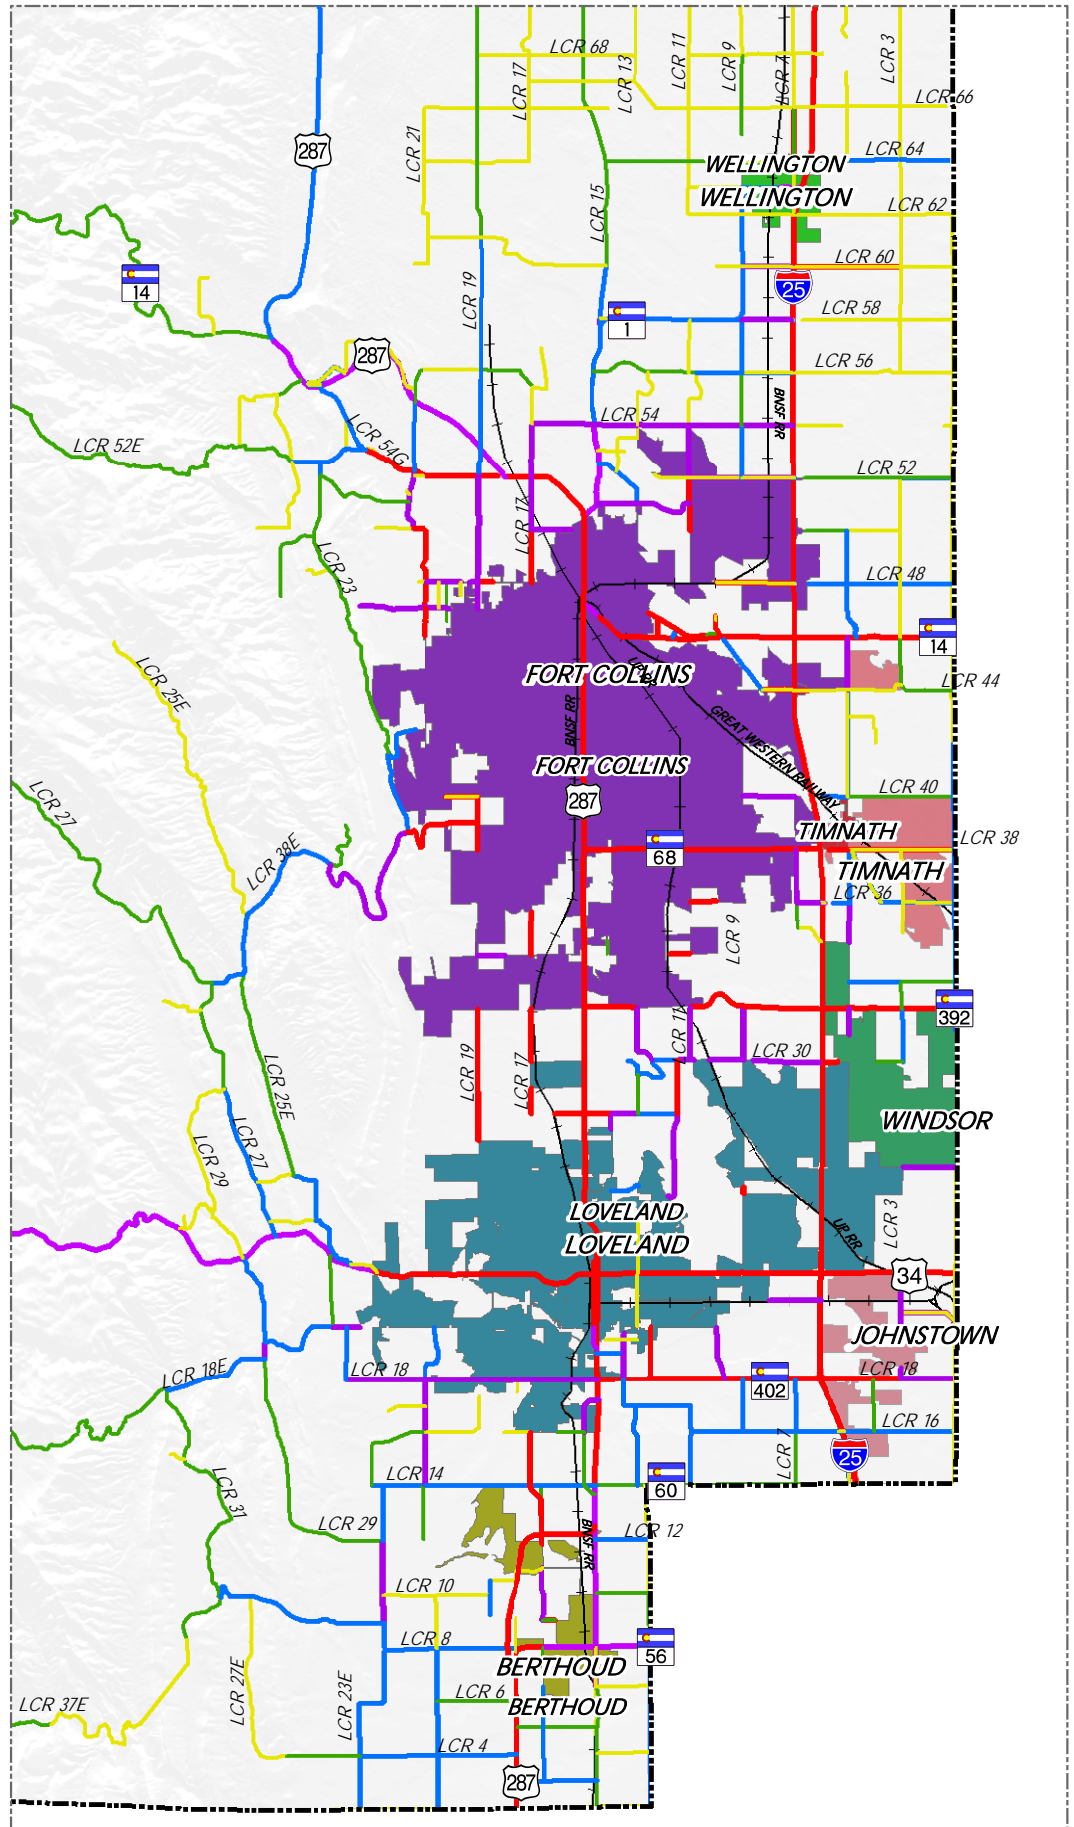 LCR 68
LCR 17
LCR 13
LCR 11
LCR 9
LCR 7
LCR 3
LCR 66
287
LCR 21
LCR 64
WELLINGTON
WELLINGTON
LCR 15
LCR 62
LCR 60
14
LCR 19
25
LCR 58
1
287
LCR 56
BNSF RR
LCR 54
LCR 52E
LCR 54G
LCR 52
LCR 17
LCR 23
LCR 48
14
LCR 25E
FORT COLLINS
UP RR
LCR 44
BNSF RR
GREAT WESTERN RAILWAY
FORT COLLINS
LCR 27
287
LCR 40
TIMNATH
LCR 38
68
LCR 38E
TIMNATH
LCR 36
LCR 9
392
LCR 11
LCR 19
LCR 17
LCR 30
LCR 25E
WINDSOR
LCR 27
LCR 29
LOVELAND
LCR 3
UP RR
LOVELAND
34
JOHNSTOWN
LCR 18E
LCR 18
LCR 18
402
LCR 16
LCR 7
25
LCR 14
60
LCR 31
LCR 29
BNSF RR
LCR 12
LCR 10
LCR 8
56
LCR 27E
LCR 23E
BERTHOUD
LCR 6
BERTHOUD
LCR 37E
LCR 4
287